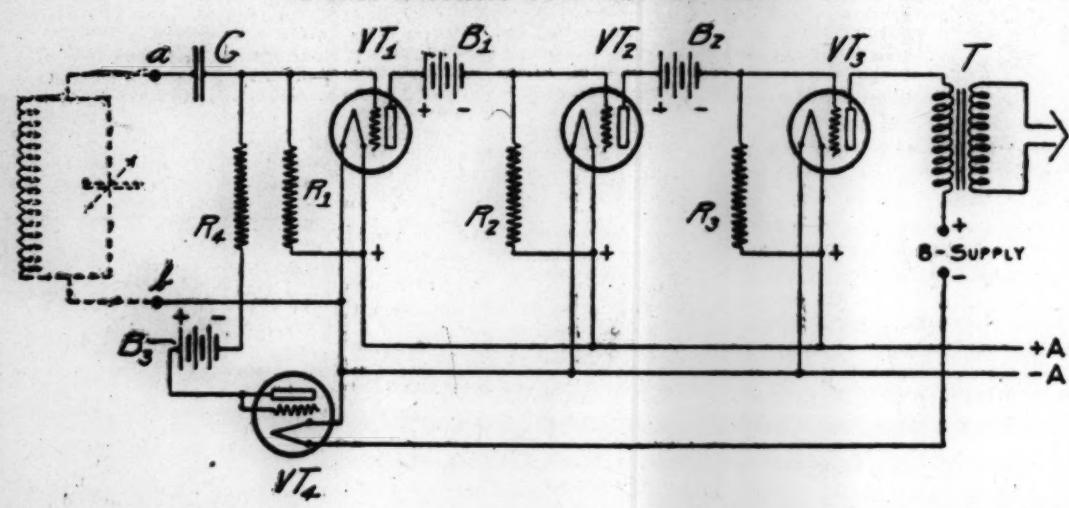 a
C
VT1
B1
VT2
B2
VT3
T
+ -
+ -
R4
R1
R2
R3
+
+
+
+
B-SUPPLY
-
b
+ -
B3
+A
-A
VT4